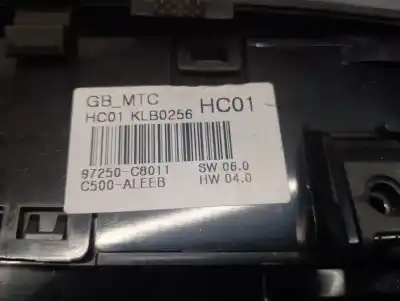 GB_MTC HC01
HC01 KLB0256
97250-C8011 SW 06.0
C500-ALEEB HW 04.0